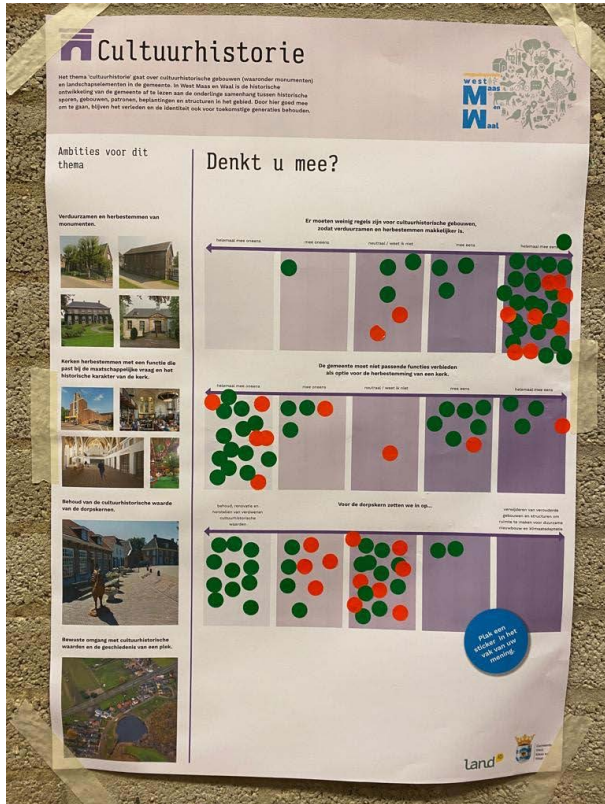 Cultuurhistorie
Het thema 'cultuurhistorie' gaat over cultuurhistorische gebouwen (waaronder monumenten)
en landschapselementen in de gemeente. In West Maas en Waal is de historische
ontwikkeling van de gemeente af te lezen aan de onderlinge samenhang tussen historische
sporen, gebouwen, patronen, beplantingen en structuren in het gebied. Door hier goed mee
om te gaan, blijven het verleden en de identiteit ook voor toekomstige generaties behouden.
west
Maas
en
Waal
Ambities voor dit
thema
Denkt u mee?
Verduurzamen en herbestemmen van
monumenten.
Er moeten weinig regels zijn voor cultuurhistorische gebouwen,
zodat verduurzamen en herbestemmen makkelijker is.
helemaal mee oneens
mee oneens
neutraal / weet ik niet
mee eens
helemaal mee eens
Kerken herbestemmen met een functie die
past bij de maatschappelijke vraag en het
historische karakter van de kerk.
De gemeente moet niet passende functies verbieden
als optie voor de herbestemming van een kerk.
helemaal mee oneens
mee oneens
neutraal / weet ik niet
mee eens
helemaal mee eens
Behoud van de cultuurhistorische waarde
van de dorpskernen.
Voor de dorpskern zetten we in op...
behoud, renovatie en
herstellen van verdwenen
cultuurhistorische
waarden
verwijderen van verouderde
gebouwen en structuren om
ruimte te maken voor duurzame
nieuwbouw en klimaatadaptatie
Bewuste omgang met cultuurhistorische
waarden en de geschiedenis van een plek.
Plak een
sticker in het
vak van uw
mening.
land